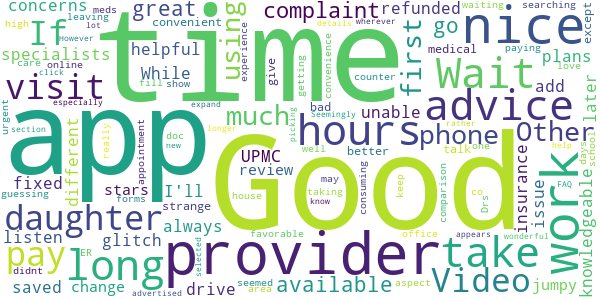 concerns
meds
great
complaint
refunded
waiting
searching
leaving
lot
convenient
using
high
If
However
helpful
experience
getting
convenience
first
go
nice
except
wherever
details
specialists
care
online
While
give
counter
medical
paying
plans
love
visit
click
fill
show
Wait
add
later
especially
time
expand
much
bad
Seemingly
unable
urgent
section
app
really
appointment
doc
new
longer
picking
hours
phone
advice
Other
days
school
guessing
different
forms
UPMC
well
better
talk
one
rather
help
fixed
stars
I'll
review
house
may
know
taking
consuming
keep
comparison
co
Drs
insurance
issue
work
FAQ
knowledgeable
daughter
strange
Good
listen
glitch
always
favorable
office
appears
wonderful
pay
long
provider
take
didnt
ER
selected
saved
change
drive
seemed
area
available
aspect
Video
jumpy
advertised